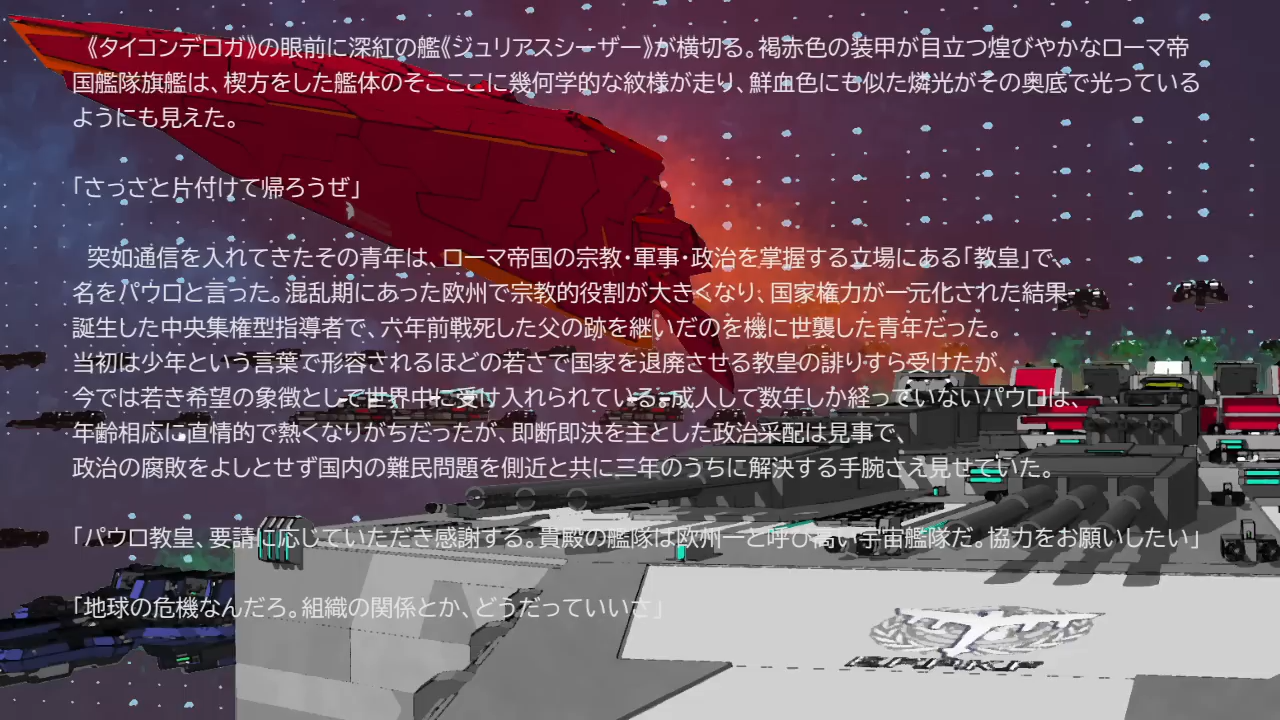 《タイコンデロガ》の眼前に深紅の艦《ジュリアスシーザー》が横切る。褐赤色の装甲が目立つ煌びやかなローマ帝
国艦隊旗艦は、楔方をした艦体のそこここに幾何学的な紋様が走り、鮮血色にも似た燐光がその奥底で光っている
ようにも見えた。
「さっさと片付けて帰ろうぜ」
突如通信を入れてきたその青年は、ローマ帝国の宗教・軍事・政治を掌握する立場にある「教皇」で、
名をパウロと言った。混乱期にあった欧州で宗教的役割が大きくなり、国家権力が一元化された結果
誕生した中央集権型指導者で、六年前戦死した父の跡を継いだのを機に世襲した青年だった。
当初は少年という言葉で形容されるほどの若さで国家を退廃させる教皇の誹りすら受けたが、
今では若き希望の象徴として世界中に受け入れられている。成人して数年しか経っていないパウロは、
年齢相応に直情的で熱くなりがちだったが、即断即決を主とした政治采配は見事で、
政治の腐敗をよしとせず国内の難民問題を側近と共に三年のうちに解決する手腕さえ見せていた。
「パウロ教皇、要請に応じていただき感謝する。貴殿の艦隊は欧州一と呼び高い宇宙艦隊だ。協力をお願いしたい」
「地球の危機なんだろ。組織の関係とか、どうだっていいさ」